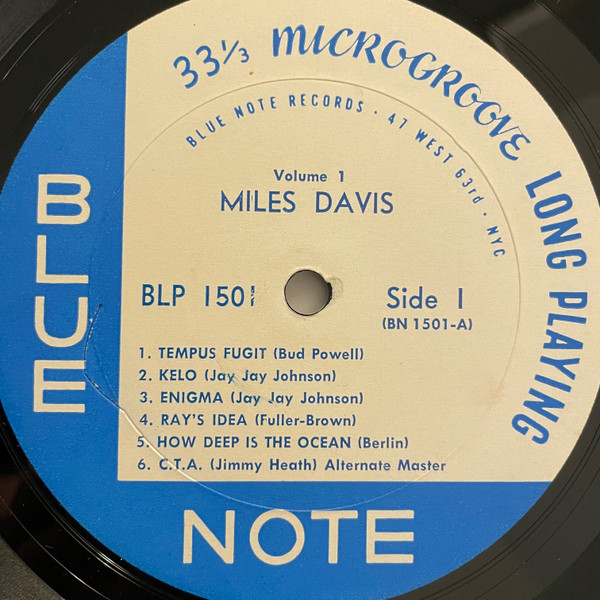 33⅓ MICROGROOVE LONG PLAYING
BLUE NOTE RECORDS · 47 WEST 63rd · NYC
Volume 1
MILES DAVIS
BLP 1501
Side 1
(BN 1501-A)
1. TEMPUS FUGIT (Bud Powell)
2. KELO (Jay Jay Johnson)
3. ENIGMA (Jay Jay Johnson)
4. RAY'S IDEA (Fuller-Brown)
5. HOW DEEP IS THE OCEAN (Berlin)
6. C.T.A. (Jimmy Heath) Alternate Master
BLUE
NOTE